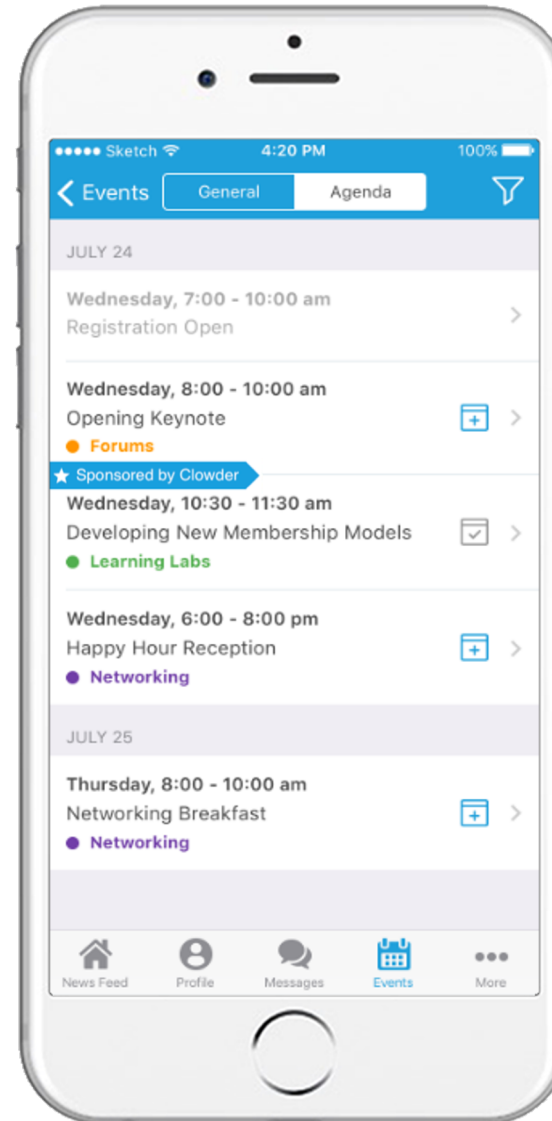 Sketch 4:20 PM 100%
Events General Agenda
JULY 24
Wednesday, 7:00 - 10:00 am
Registration Open
Wednesday, 8:00 - 10:00 am
Opening Keynote
Forums
Sponsored by Clowder
Wednesday, 10:30 - 11:30 am
Developing New Membership Models
Learning Labs
Wednesday, 6:00 - 8:00 pm
Happy Hour Reception
Networking
JULY 25
Thursday, 8:00 - 10:00 am
Networking Breakfast
Networking
News Feed Profile Messages Events More